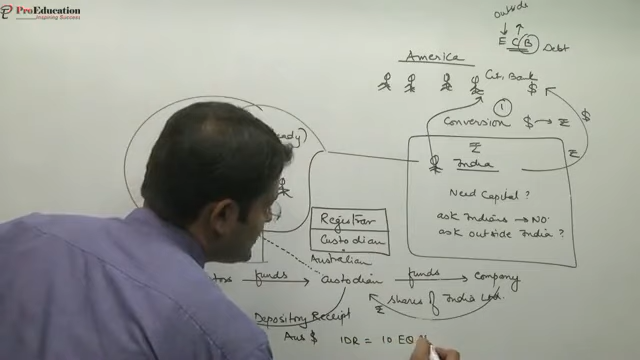 ProEducation
Inspiring Success
outside
E C B Debt
America
Cit. Bank
$
①
Conversion $ → ₹
$
₹
₹
India
Need Capital?
ask Indians → NO.
ask outside India ?
Registrar
Custodian
Australian
funds
Custodian
funds
Company
shares of India Ltd.
₹
Depository Receipt
Aus $
1DR = 10 EQ